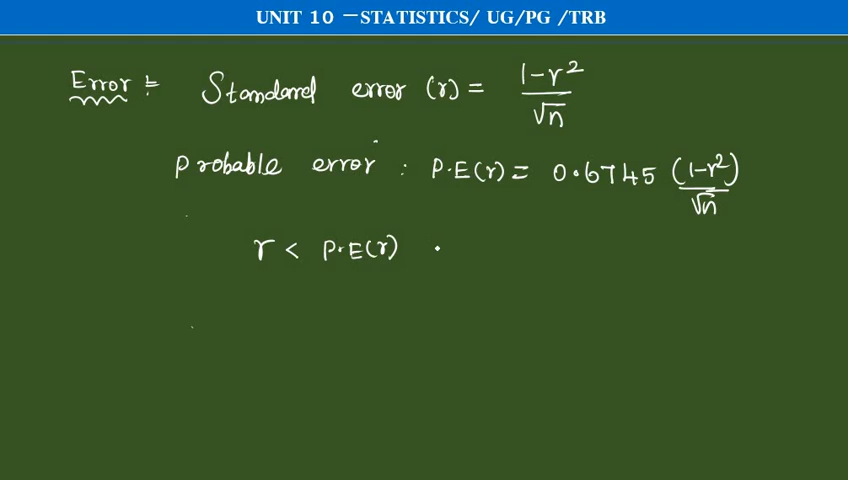 UNIT 10 -STATISTICS/ UG/PG /TRB
Error:- Standard error (r) = 1-r²/√n
Probable error : P.E(r) = 0.6745 (1-r²)/√n
r < P.E(r)